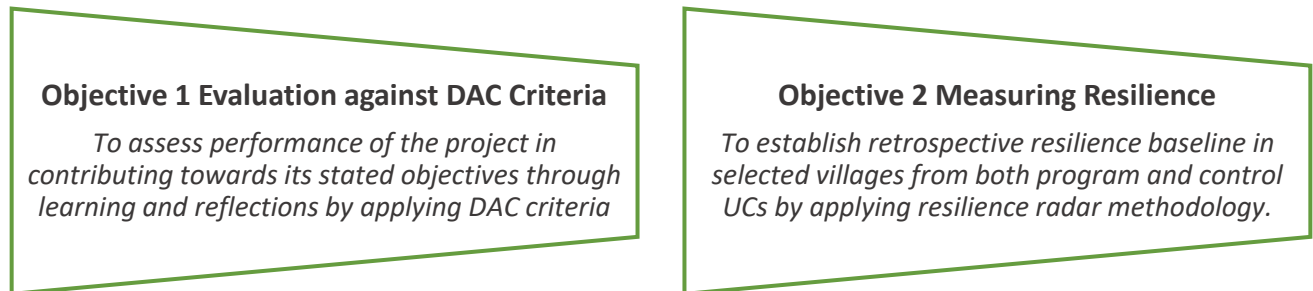 Objective 1 Evaluation against DAC Criteria
To assess performance of the project in
contributing towards its stated objectives through
learning and reflections by applying DAC criteria
Objective 2 Measuring Resilience
To establish retrospective resilience baseline in
selected villages from both program and control
UCs by applying resilience radar methodology.